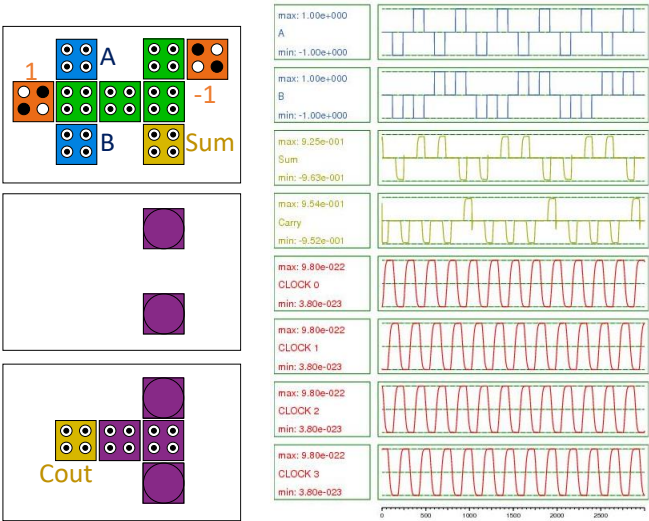 A
1
-1
B
Sum
Cout
max: 1.00e+000
A
min: -1.00e+000
max: 1.00e+000
B
min: -1.00e+000
max: 9.25e-001
Sum
min: -9.63e-001
max: 9.54e-001
Carry
min: -9.52e-001
max: 9.80e-022
CLOCK 0
min: 3.80e-023
max: 9.80e-022
CLOCK 1
min: 3.80e-023
max: 9.80e-022
CLOCK 2
min: 3.80e-023
max: 9.80e-022
CLOCK 3
min: 3.80e-023
0 500 1000 1500 2000 2500